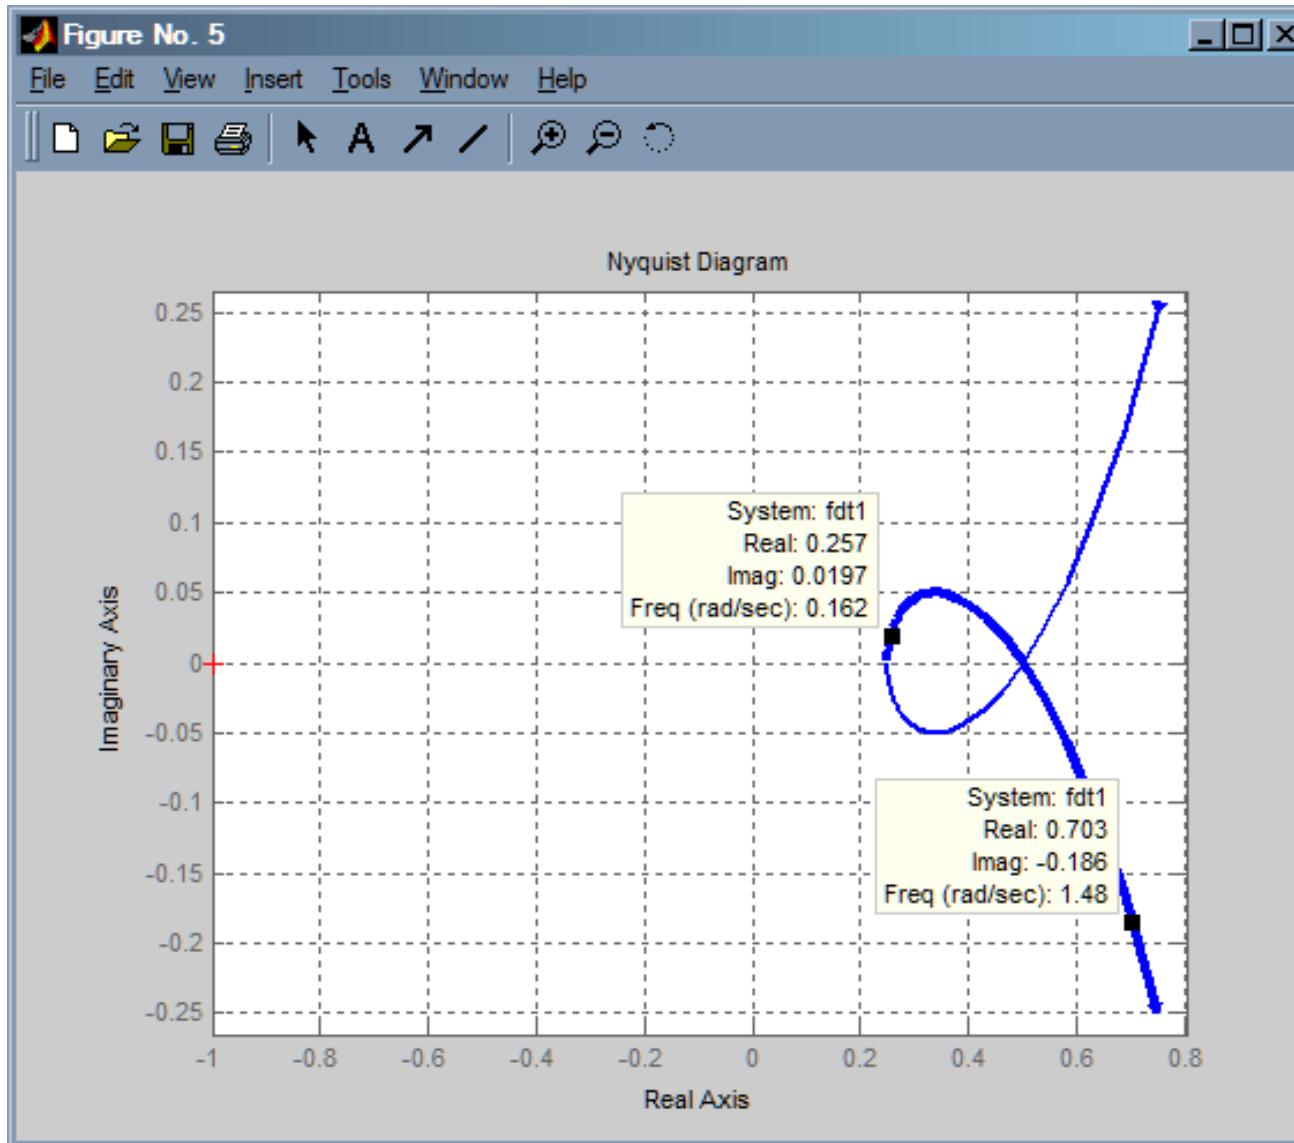 Figure No. 5
File Edit View Insert Tools Window Help
A
Nyquist Diagram
0.25
0.2
0.15
0.1
0.05
0
-0.05
-0.1
-0.15
-0.2
-0.25
Imaginary Axis
System: fdt1
Real: 0.257
Imag: 0.0197
Freq (rad/sec): 0.162
System: fdt1
Real: 0.703
Imag: -0.186
Freq (rad/sec): 1.48
-1 -0.8 -0.6 -0.4 -0.2 0 0.2 0.4 0.6 0.8
Real Axis